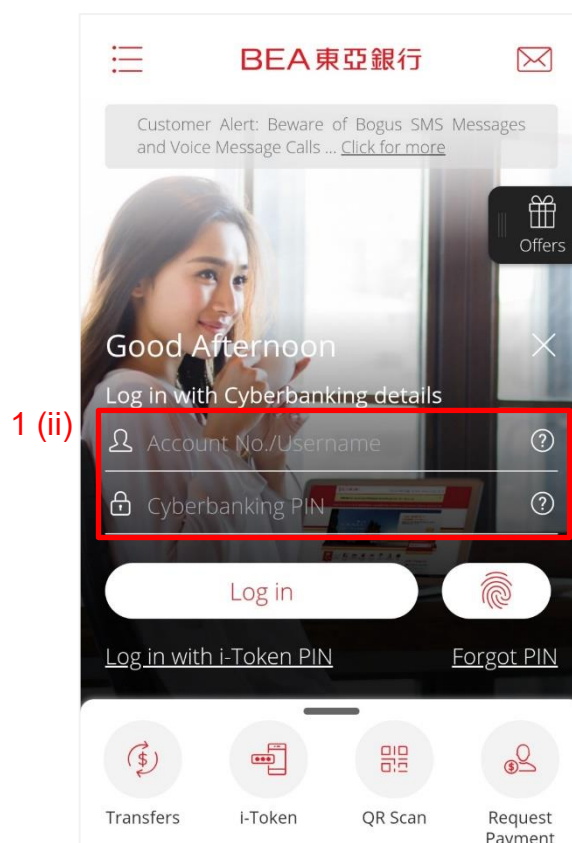 BEA東亞銀行
Customer Alert: Beware of Bogus SMS Messages
and Voice Message Calls ... Click for more
Offers
Good Afternoon
Log in with Cyberbanking details
1 (ii)
Account No./Username
Cyberbanking PIN
Log in
Log in with i-Token PIN
Forgot PIN
Transfers
i-Token
QR Scan
Request
Payment